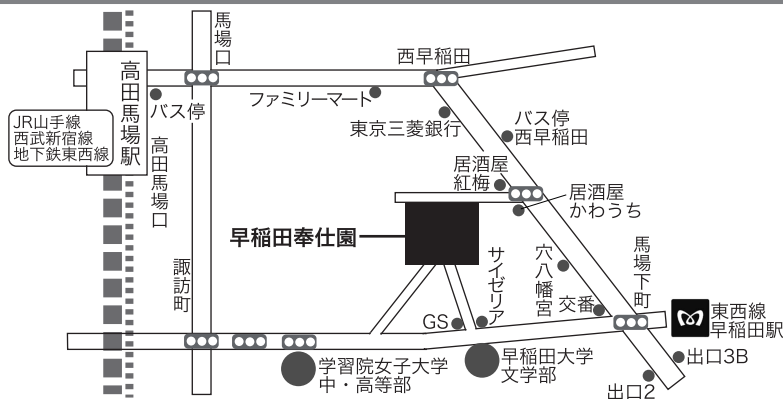 馬場口
西早稲田
高田馬場駅
バス停
ファミリーマート
東京三菱銀行
バス停
西早稲田
JR山手線
西武新宿線
地下鉄東西線
高田馬場口
居酒屋
紅梅
居酒屋
かわうち
早稲田奉仕園
サイゼリア
穴八幡宮
馬場下町
諏訪町
交番
GS
東西線
早稲田駅
学習院女子大学
中・高等部
早稲田大学
文学部
出口3B
出口2